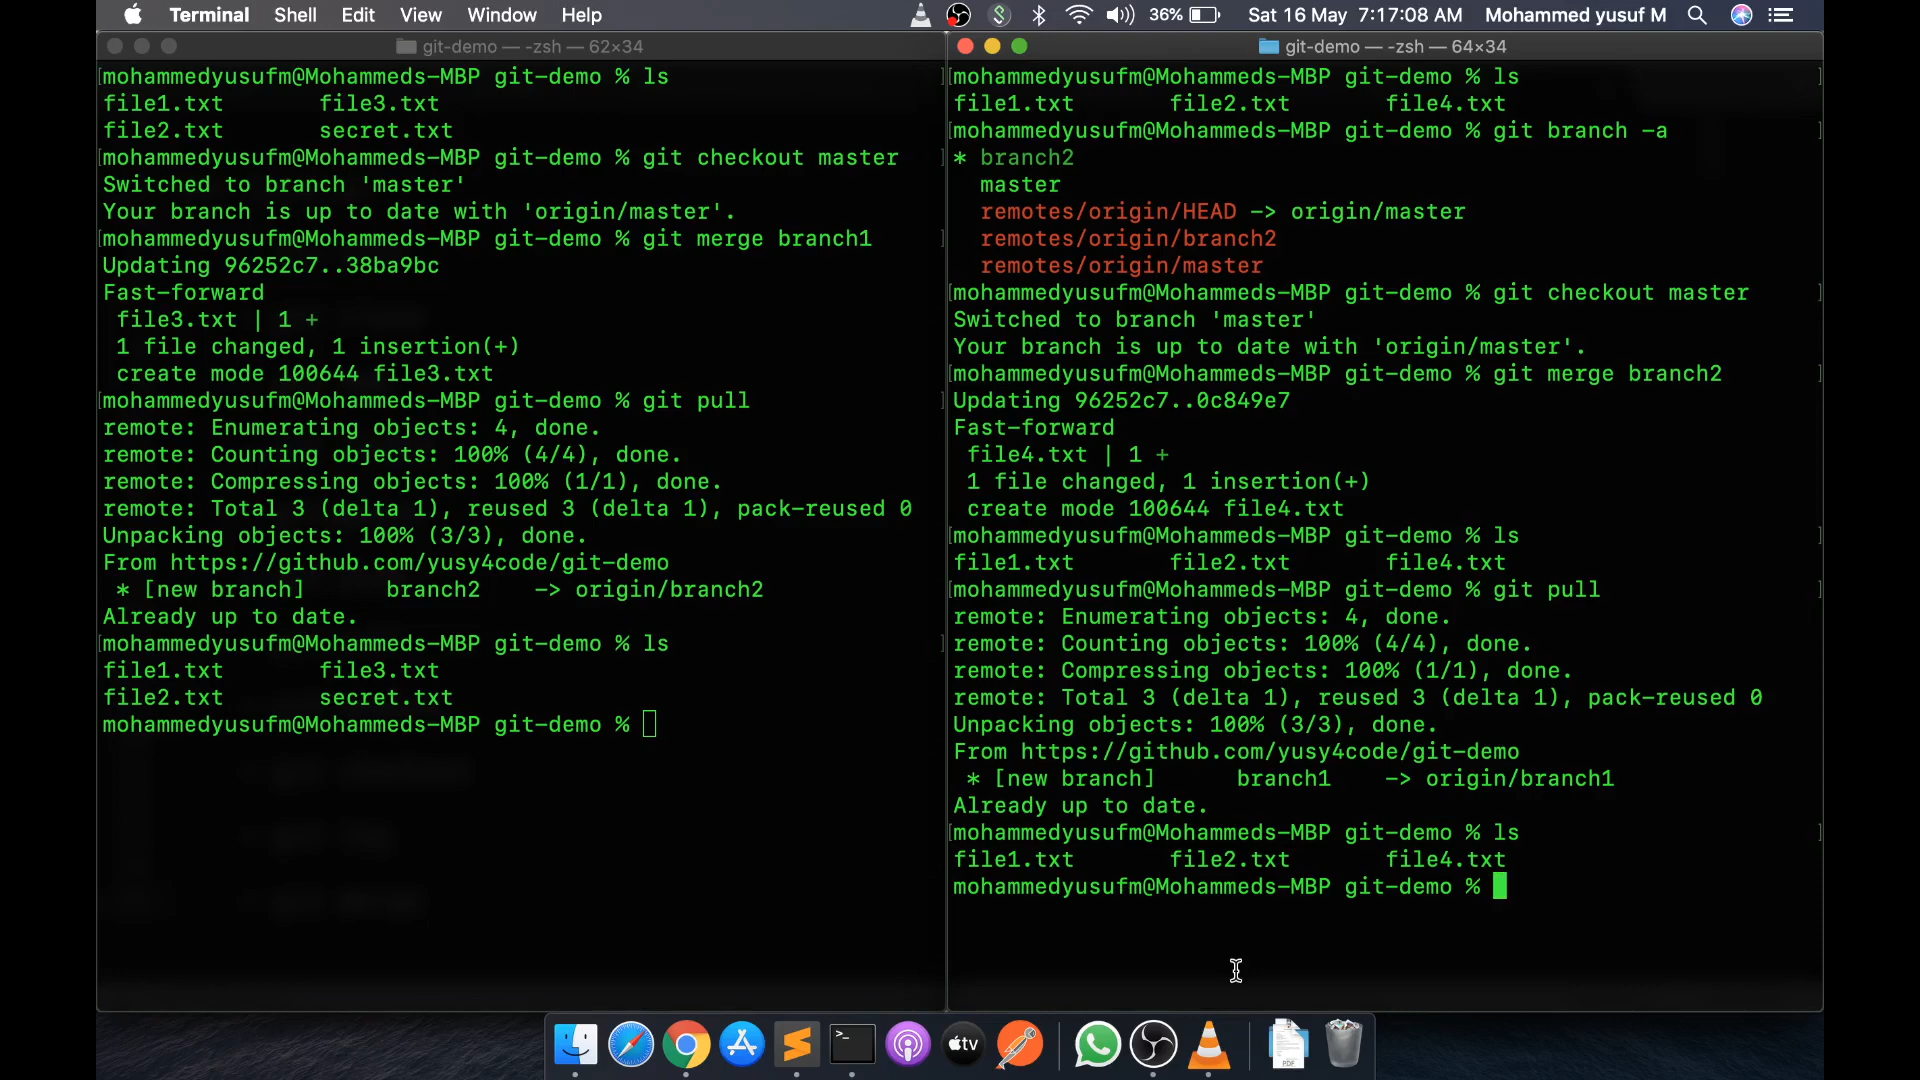 Terminal Shell Edit View Window Help 36% Sat 16 May 7:17:08 AM Mohammed yusuf M
git-demo — -zsh — 62×34
mohammedyusufm@Mohammeds-MBP git-demo % ls
file1.txt file3.txt
file2.txt secret.txt
mohammedyusufm@Mohammeds-MBP git-demo % git checkout master
Switched to branch 'master'
Your branch is up to date with 'origin/master'.
mohammedyusufm@Mohammeds-MBP git-demo % git merge branch1
Updating 96252c7..38ba9bc
Fast-forward
file3.txt | 1 +
1 file changed, 1 insertion(+)
create mode 100644 file3.txt
mohammedyusufm@Mohammeds-MBP git-demo % git pull
remote: Enumerating objects: 4, done.
remote: Counting objects: 100% (4/4), done.
remote: Compressing objects: 100% (1/1), done.
remote: Total 3 (delta 1), reused 3 (delta 1), pack-reused 0
Unpacking objects: 100% (3/3), done.
From https://github.com/yusy4code/git-demo
* [new branch] branch2 -> origin/branch2
Already up to date.
mohammedyusufm@Mohammeds-MBP git-demo % ls
file1.txt file3.txt
file2.txt secret.txt
mohammedyusufm@Mohammeds-MBP git-demo %
git-demo — -zsh — 64×34
mohammedyusufm@Mohammeds-MBP git-demo % ls
file1.txt file2.txt file4.txt
mohammedyusufm@Mohammeds-MBP git-demo % git branch -a
* branch2
master
remotes/origin/HEAD -> origin/master
remotes/origin/branch2
remotes/origin/master
mohammedyusufm@Mohammeds-MBP git-demo % git checkout master
Switched to branch 'master'
Your branch is up to date with 'origin/master'.
mohammedyusufm@Mohammeds-MBP git-demo % git merge branch2
Updating 96252c7..0c849e7
Fast-forward
file4.txt | 1 +
1 file changed, 1 insertion(+)
create mode 100644 file4.txt
mohammedyusufm@Mohammeds-MBP git-demo % ls
file1.txt file2.txt file4.txt
mohammedyusufm@Mohammeds-MBP git-demo % git pull
remote: Enumerating objects: 4, done.
remote: Counting objects: 100% (4/4), done.
remote: Compressing objects: 100% (1/1), done.
remote: Total 3 (delta 1), reused 3 (delta 1), pack-reused 0
Unpacking objects: 100% (3/3), done.
From https://github.com/yusy4code/git-demo
* [new branch] branch1 -> origin/branch1
Already up to date.
mohammedyusufm@Mohammeds-MBP git-demo % ls
file1.txt file2.txt file4.txt
mohammedyusufm@Mohammeds-MBP git-demo %
tv
PDF